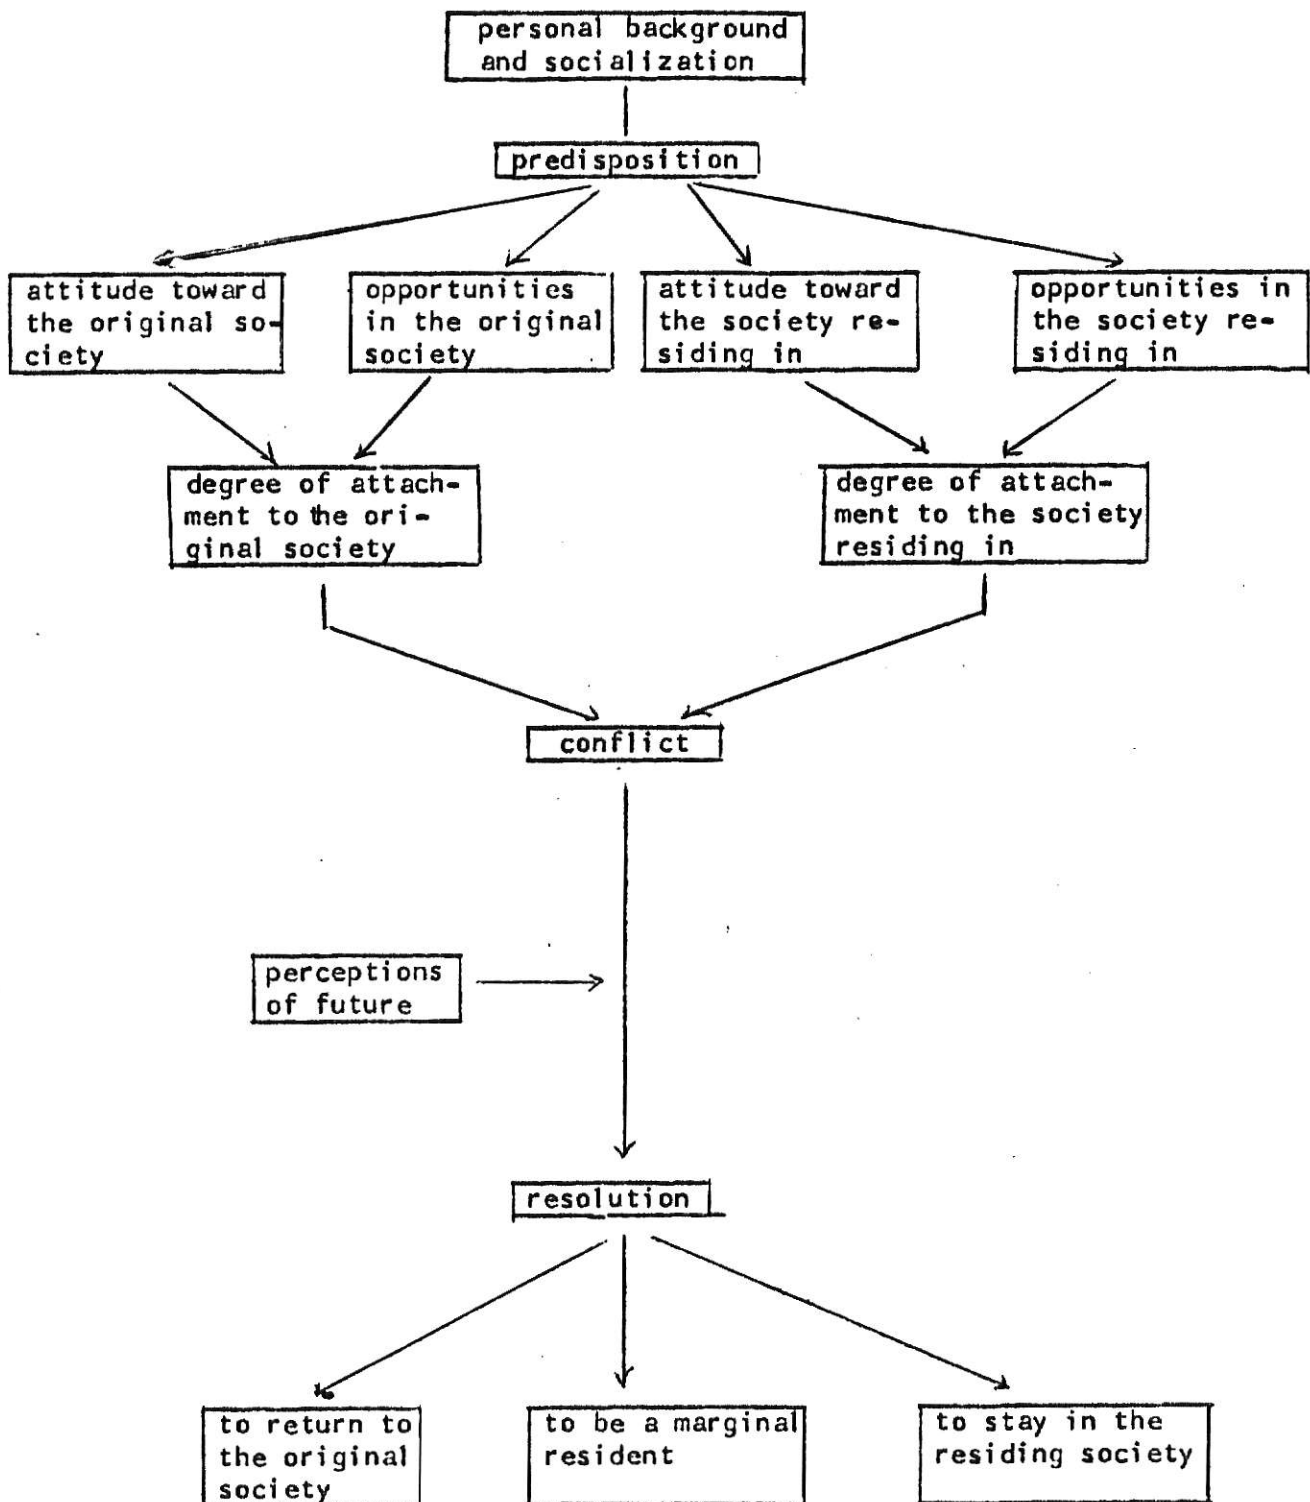 personal background
and socialization
predisposition
attitude toward
the original so-
ciety
opportunities
in the original
society
attitude toward
the society re-
siding in
opportunities in
the society re-
siding in
degree of attach-
ment to the ori-
ginal society
degree of attach-
ment to the society
residing in
conflict
perceptions
of future
resolution
to return to
the original
society
to be a marginal
resident
to stay in the
residing society